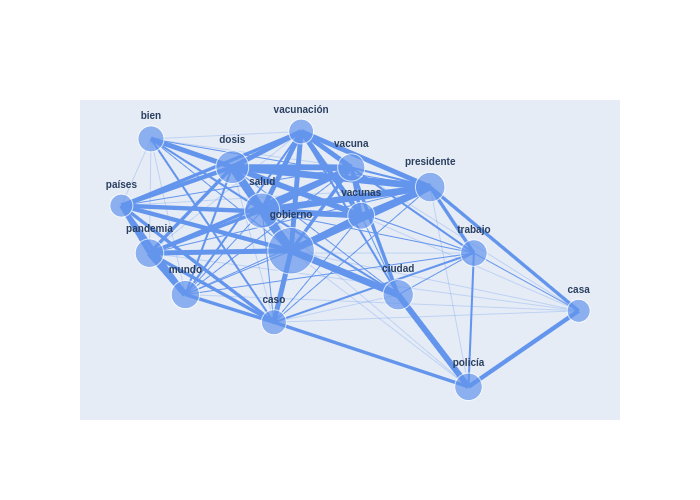 vacunación
bien
dosis
vacuna
presidente
países
salud
vacunas
gobierno
pandemia
trabajo
mundo
ciudad
casa
caso
policía